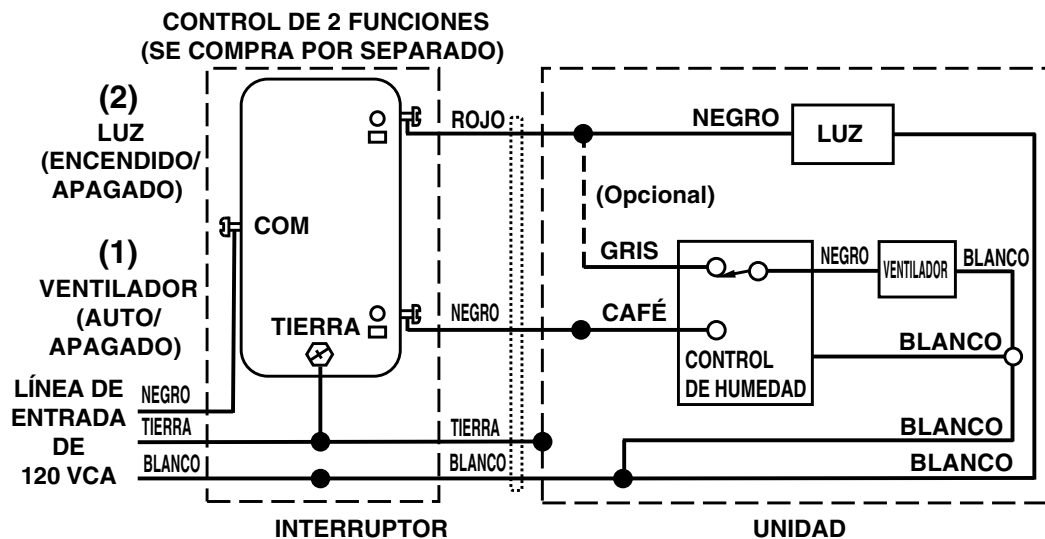 CONTROL DE 2 FUNCIONES
(SE COMPRA POR SEPARADO)
(2)
LUZ
(ENCENDIDO/
APAGADO)
ROJO
NEGRO
LUZ
COM
(Opcional)
(1)
VENTILADOR
(AUTO/
APAGADO)
GRIS
NEGRO
VENTILADOR
BLANCO
TIERRA
NEGRO
CAFÉ
CONTROL
DE HUMEDAD
BLANCO
LÍNEA DE
ENTRADA
DE
120 VCA
NEGRO
TIERRA
TIERRA
BLANCO
BLANCO
BLANCO
BLANCO
INTERRUPTOR
UNIDAD